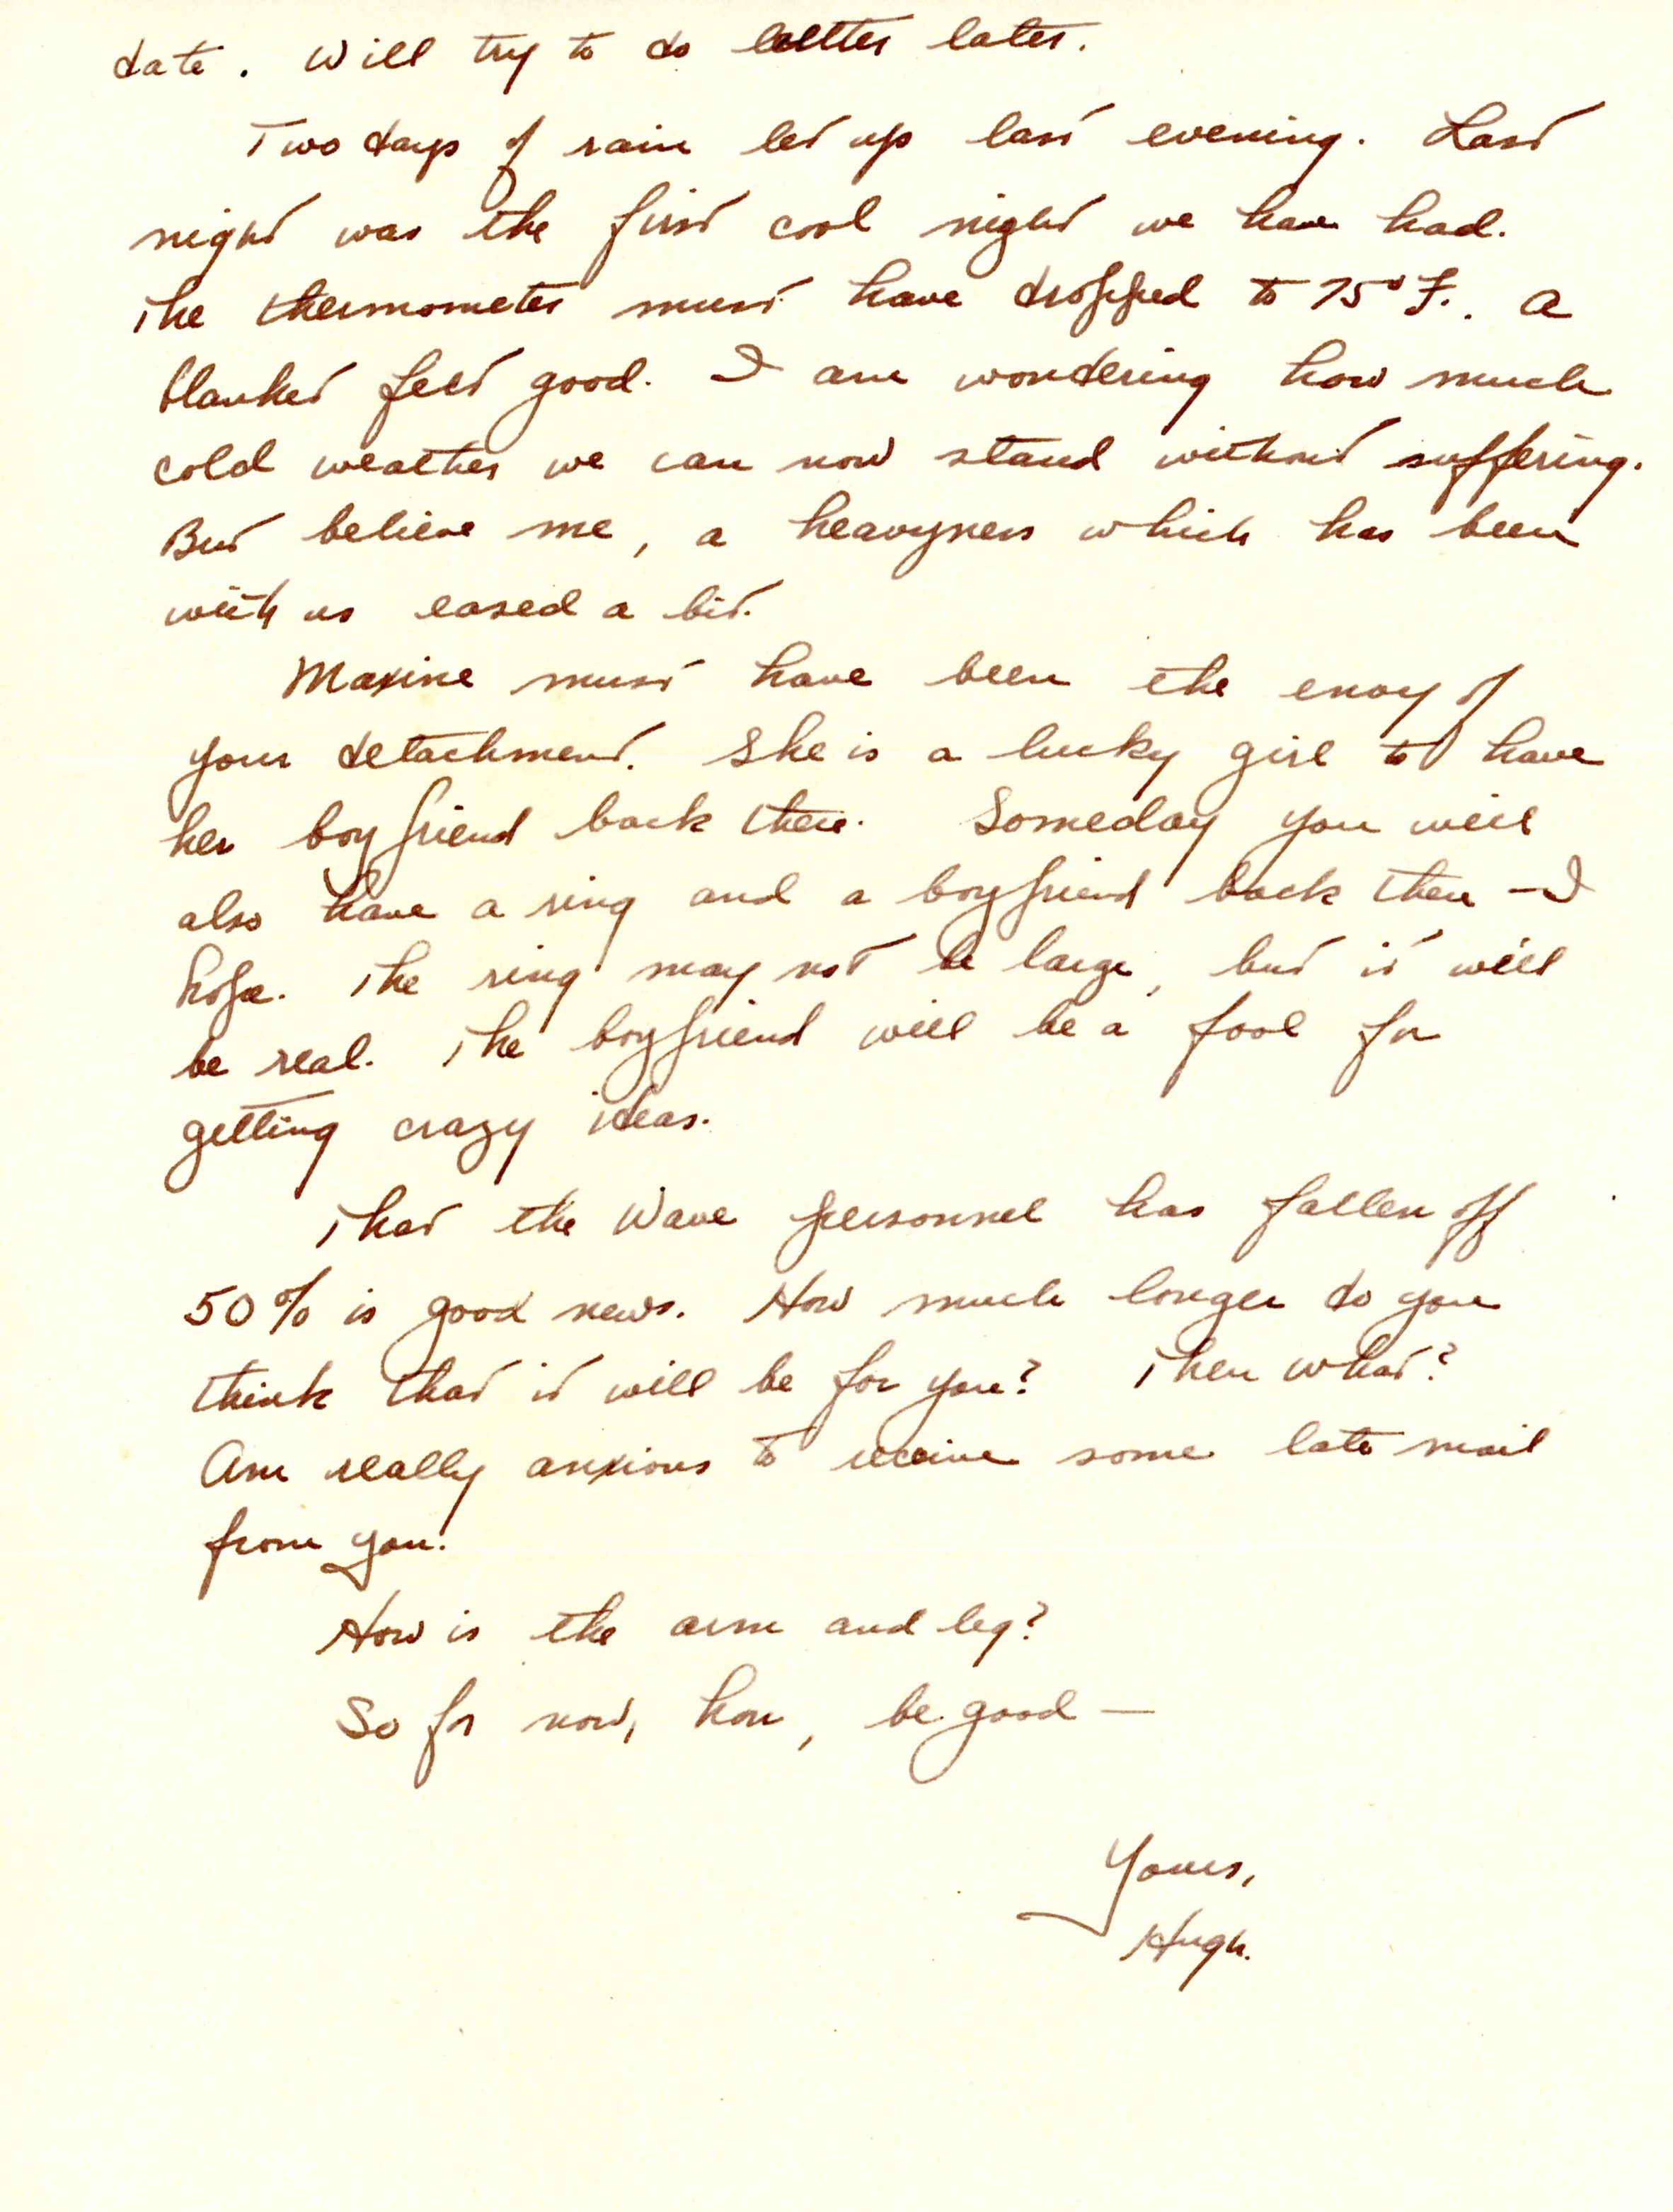 date. Will try to do better later.
Two days of rain let up last evening. Last
night was the first cool night we have had.
The thermometer must have dropped to 75° F. A
blanket felt good. I am wondering how much
cold weather we can now stand without suffering.
But believe me, a heavyness which has been
with us eased a bit.
Maxine must have been the envy of
your detachment. She is a lucky girl to have
her boyfriend back there. Someday you will
also have a ring and a boyfriend back there — I
hope. The ring may not be large, but it will
be real. The boyfriend will be a fool for
getting crazy ideas.
That the Wave personnel has fallen off
50% is good news. How much longer do you
think that it will be for you? Then what?
Am really anxious to receive some late mail
from you.
How is the arm and leg?
So for now, hon, be good —
Yours,
Hugh.